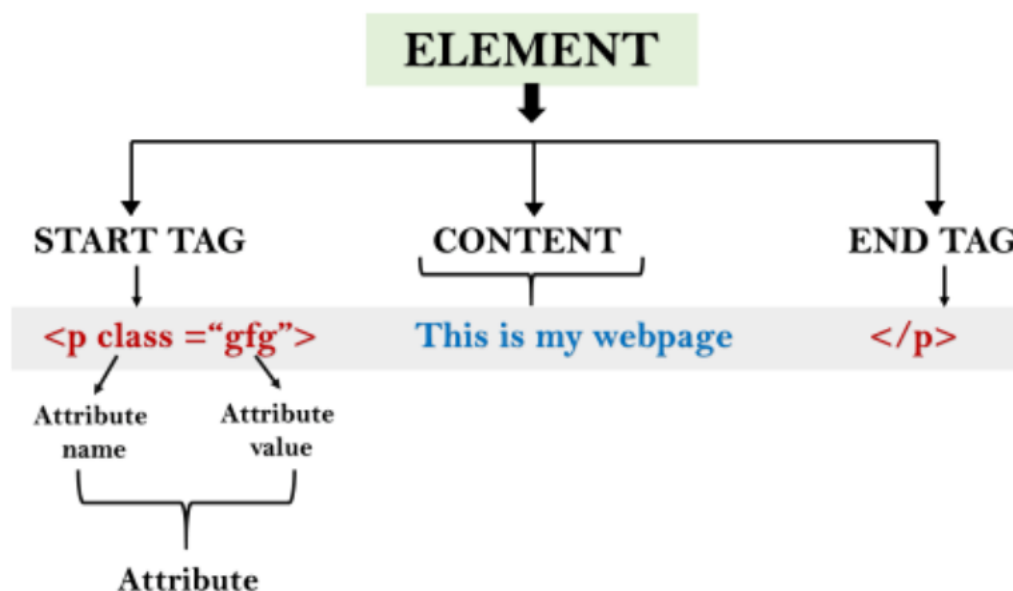 ELEMENT
START TAG
CONTENT
END TAG
<p class =“gfg”>
This is my webpage
</p>
Attribute
name
Attribute
value
Attribute